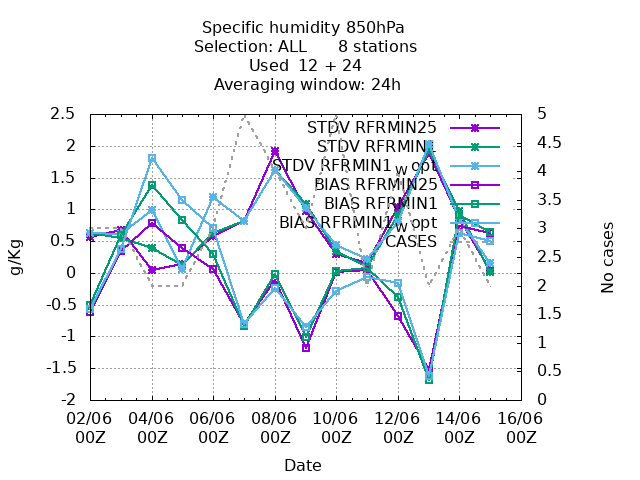 Specific humidity 850hPa
Selection: ALL 8 stations
Used 12 + 24
Averaging window: 24h
STDV RFRMIN25
STDV RFRMIN1
STDV RFRMIN1w opt
BIAS RFRMIN25
BIAS RFRMIN1
BIAS RFRMIN1w opt
CASES
g/Kg
2.5
2
1.5
1
0.5
0
-0.5
-1
-1.5
-2
5
4.5
4
3.5
3
2.5
2
1.5
1
0.5
0
No cases
02/06 04/06 06/06 08/06 10/06 12/06 14/06 16/06
00Z 00Z 00Z 00Z 00Z 00Z 00Z 00Z
Date